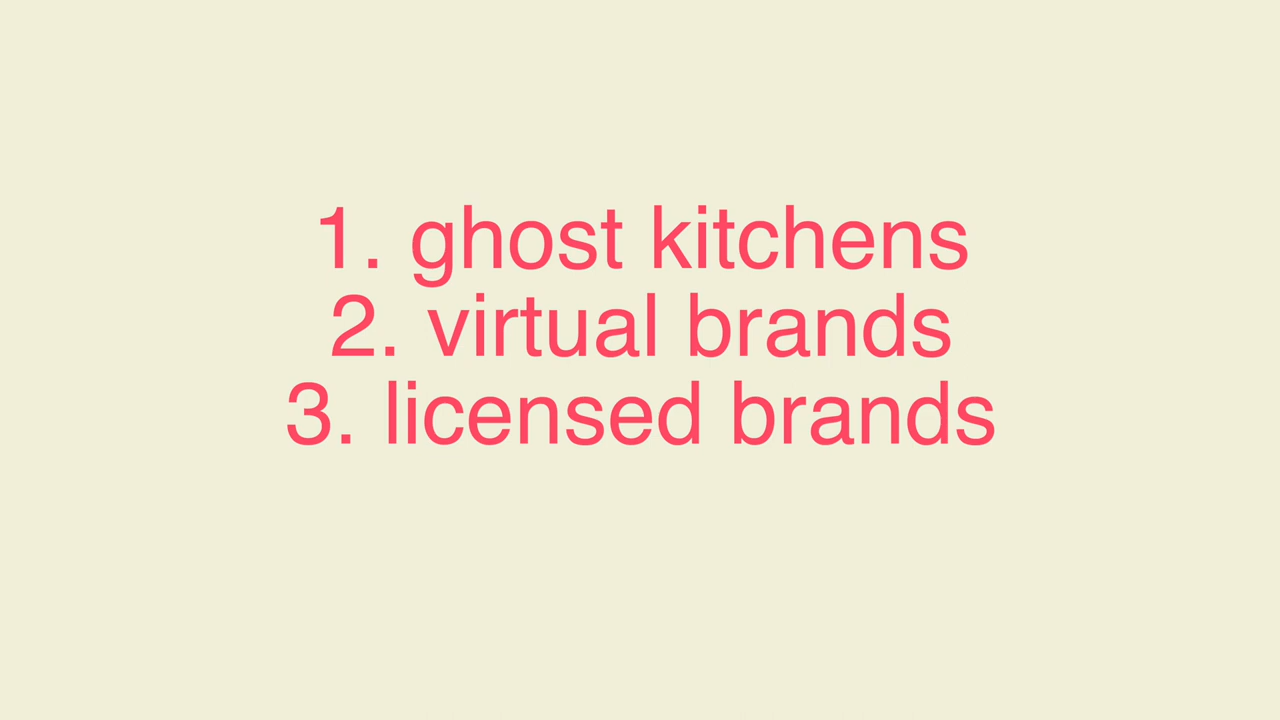 1. ghost kitchens
2. virtual brands
3. licensed brands